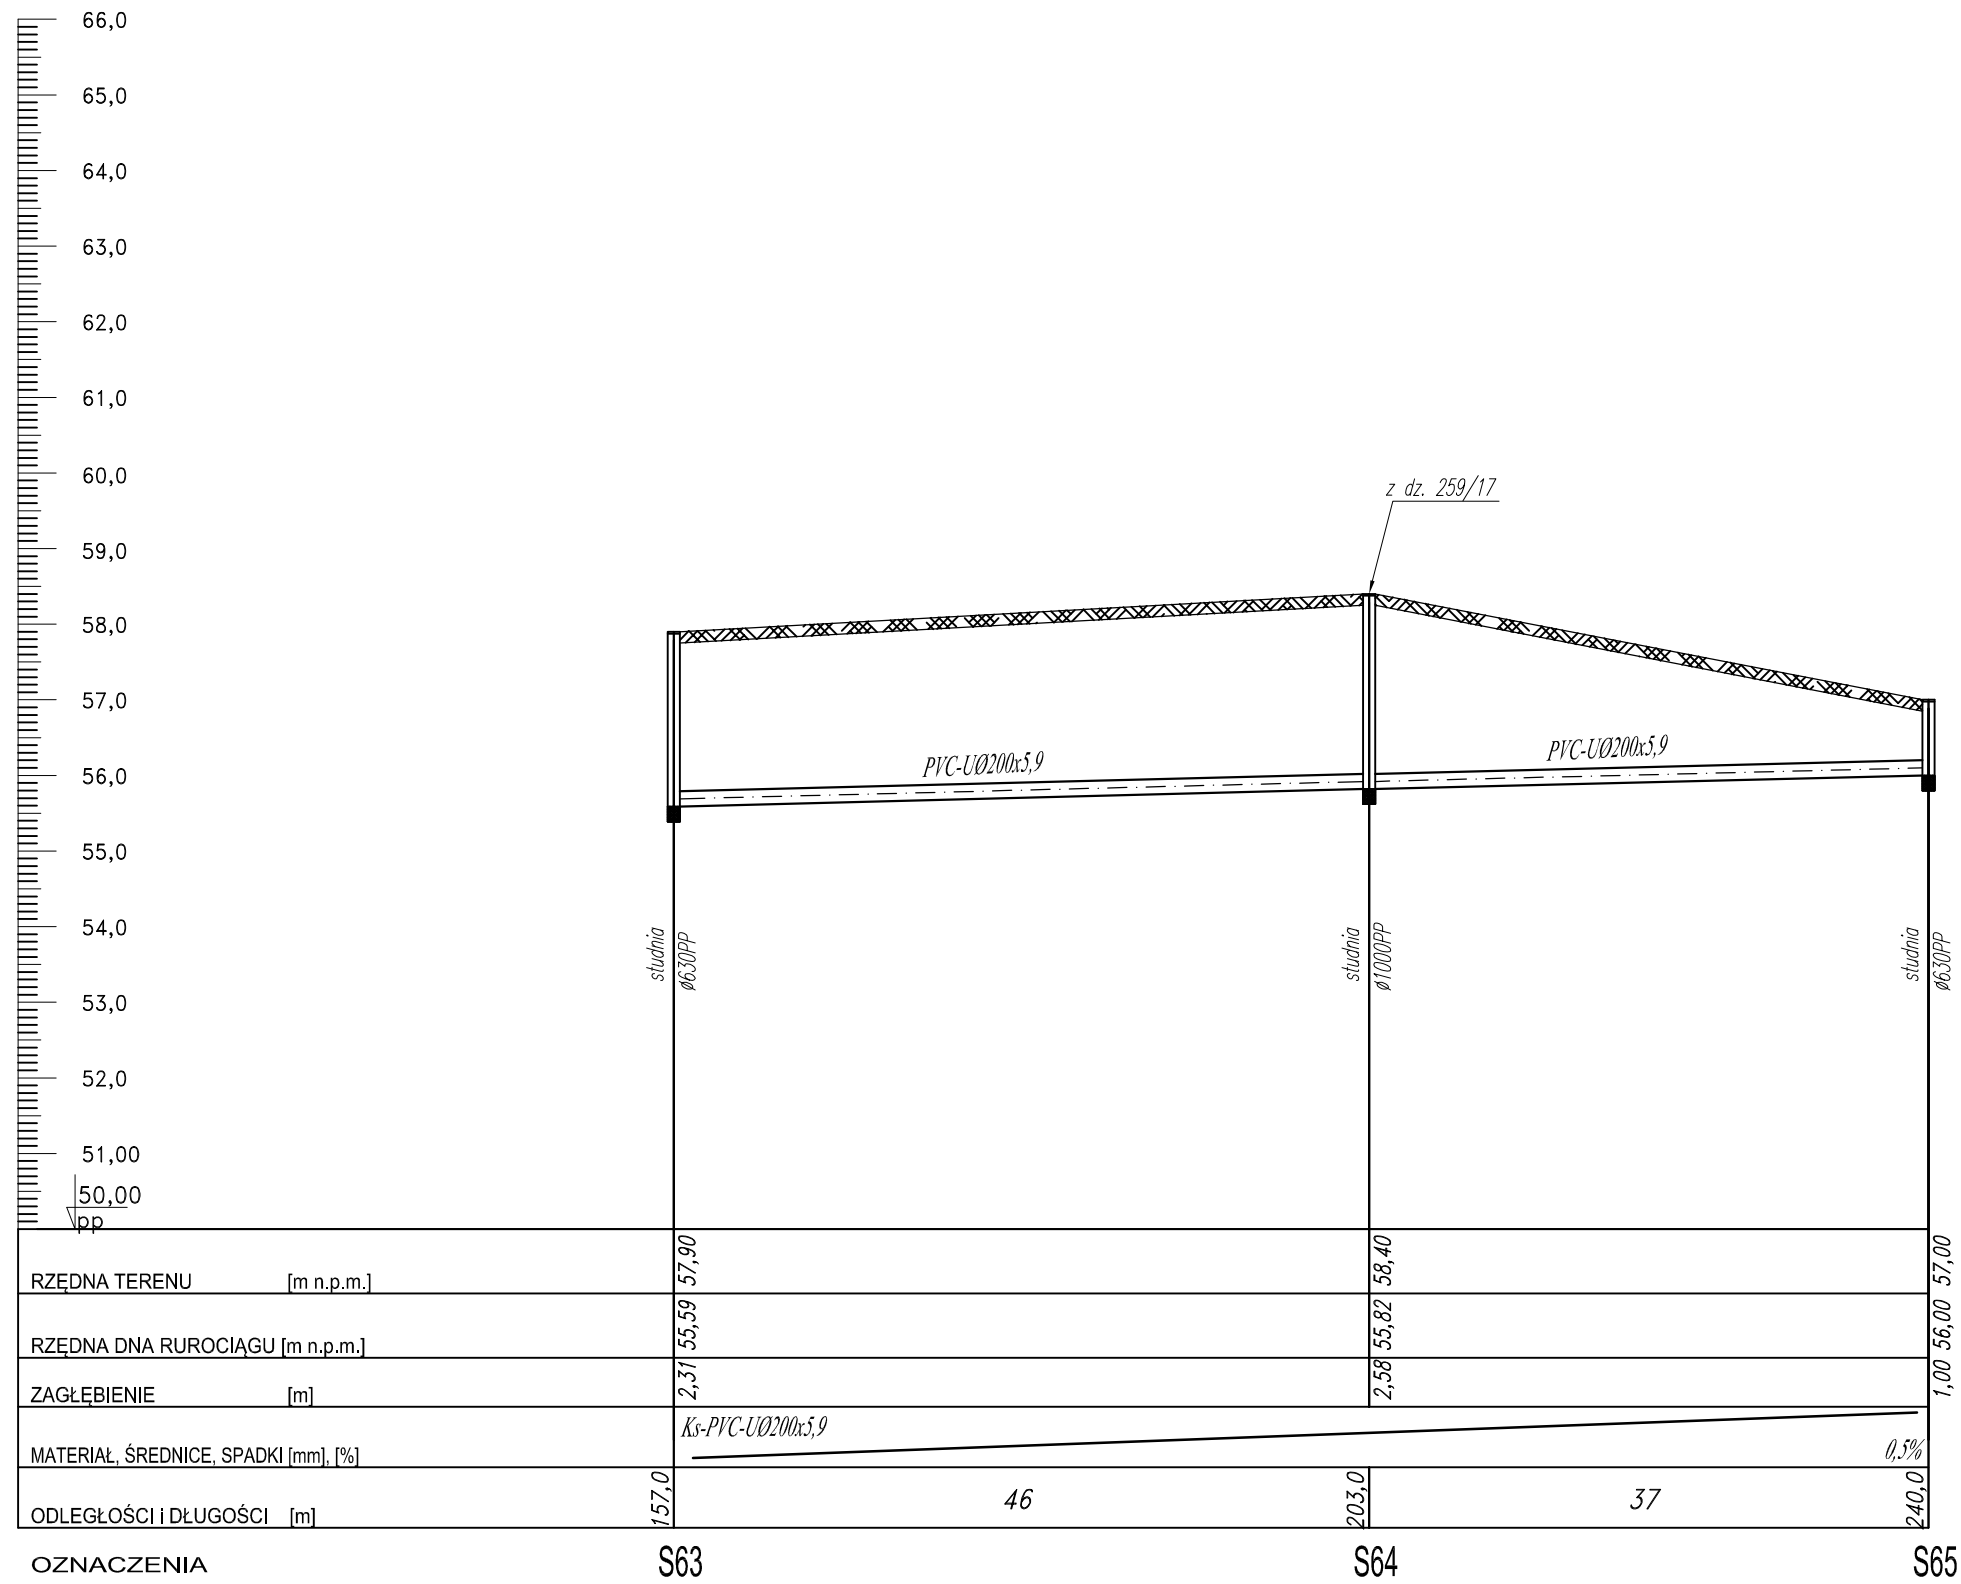 66,0
65,0
64,0
63,0
62,0
61,0
60,0
59,0
58,0
57,0
56,0
55,0
54,0
53,0
52,0
51,00
50,00
pp
z dz. 259/17
PVC-UØ200x5,9
PVC-UØ200x5,9
studnia
ø630PP
studnia
ø1000PP
studnia
ø630PP
RZĘDNA TERENU [m n.p.m.] 57,90 58,40 57,00
RZĘDNA DNA RUROCIĄGU [m n.p.m.] 55,59 55,82 56,00
ZAGŁĘBIENIE [m] 2,31 2,58 1,00
Ks-PVC-UØ200x5,9
MATERIAŁ, ŚREDNICE, SPADKI [mm], [%] 0,5%
ODLEGŁOŚCI i DŁUGOŚCI [m] 157,0 46 203,0 37 240,0
OZNACZENIA S63 S64 S65